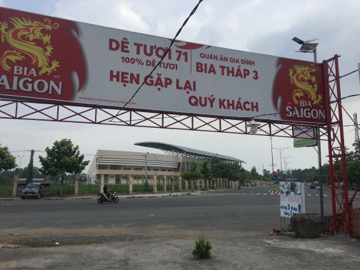 BIA
SAIGON
DÊ TƯƠI 71
100% DÊ TƯƠI
QUÁN ĂN GIA ĐÌNH
BIA THÁP 3
HẸN GẶP LẠI
QUÝ KHÁCH
BIA
SAIGON